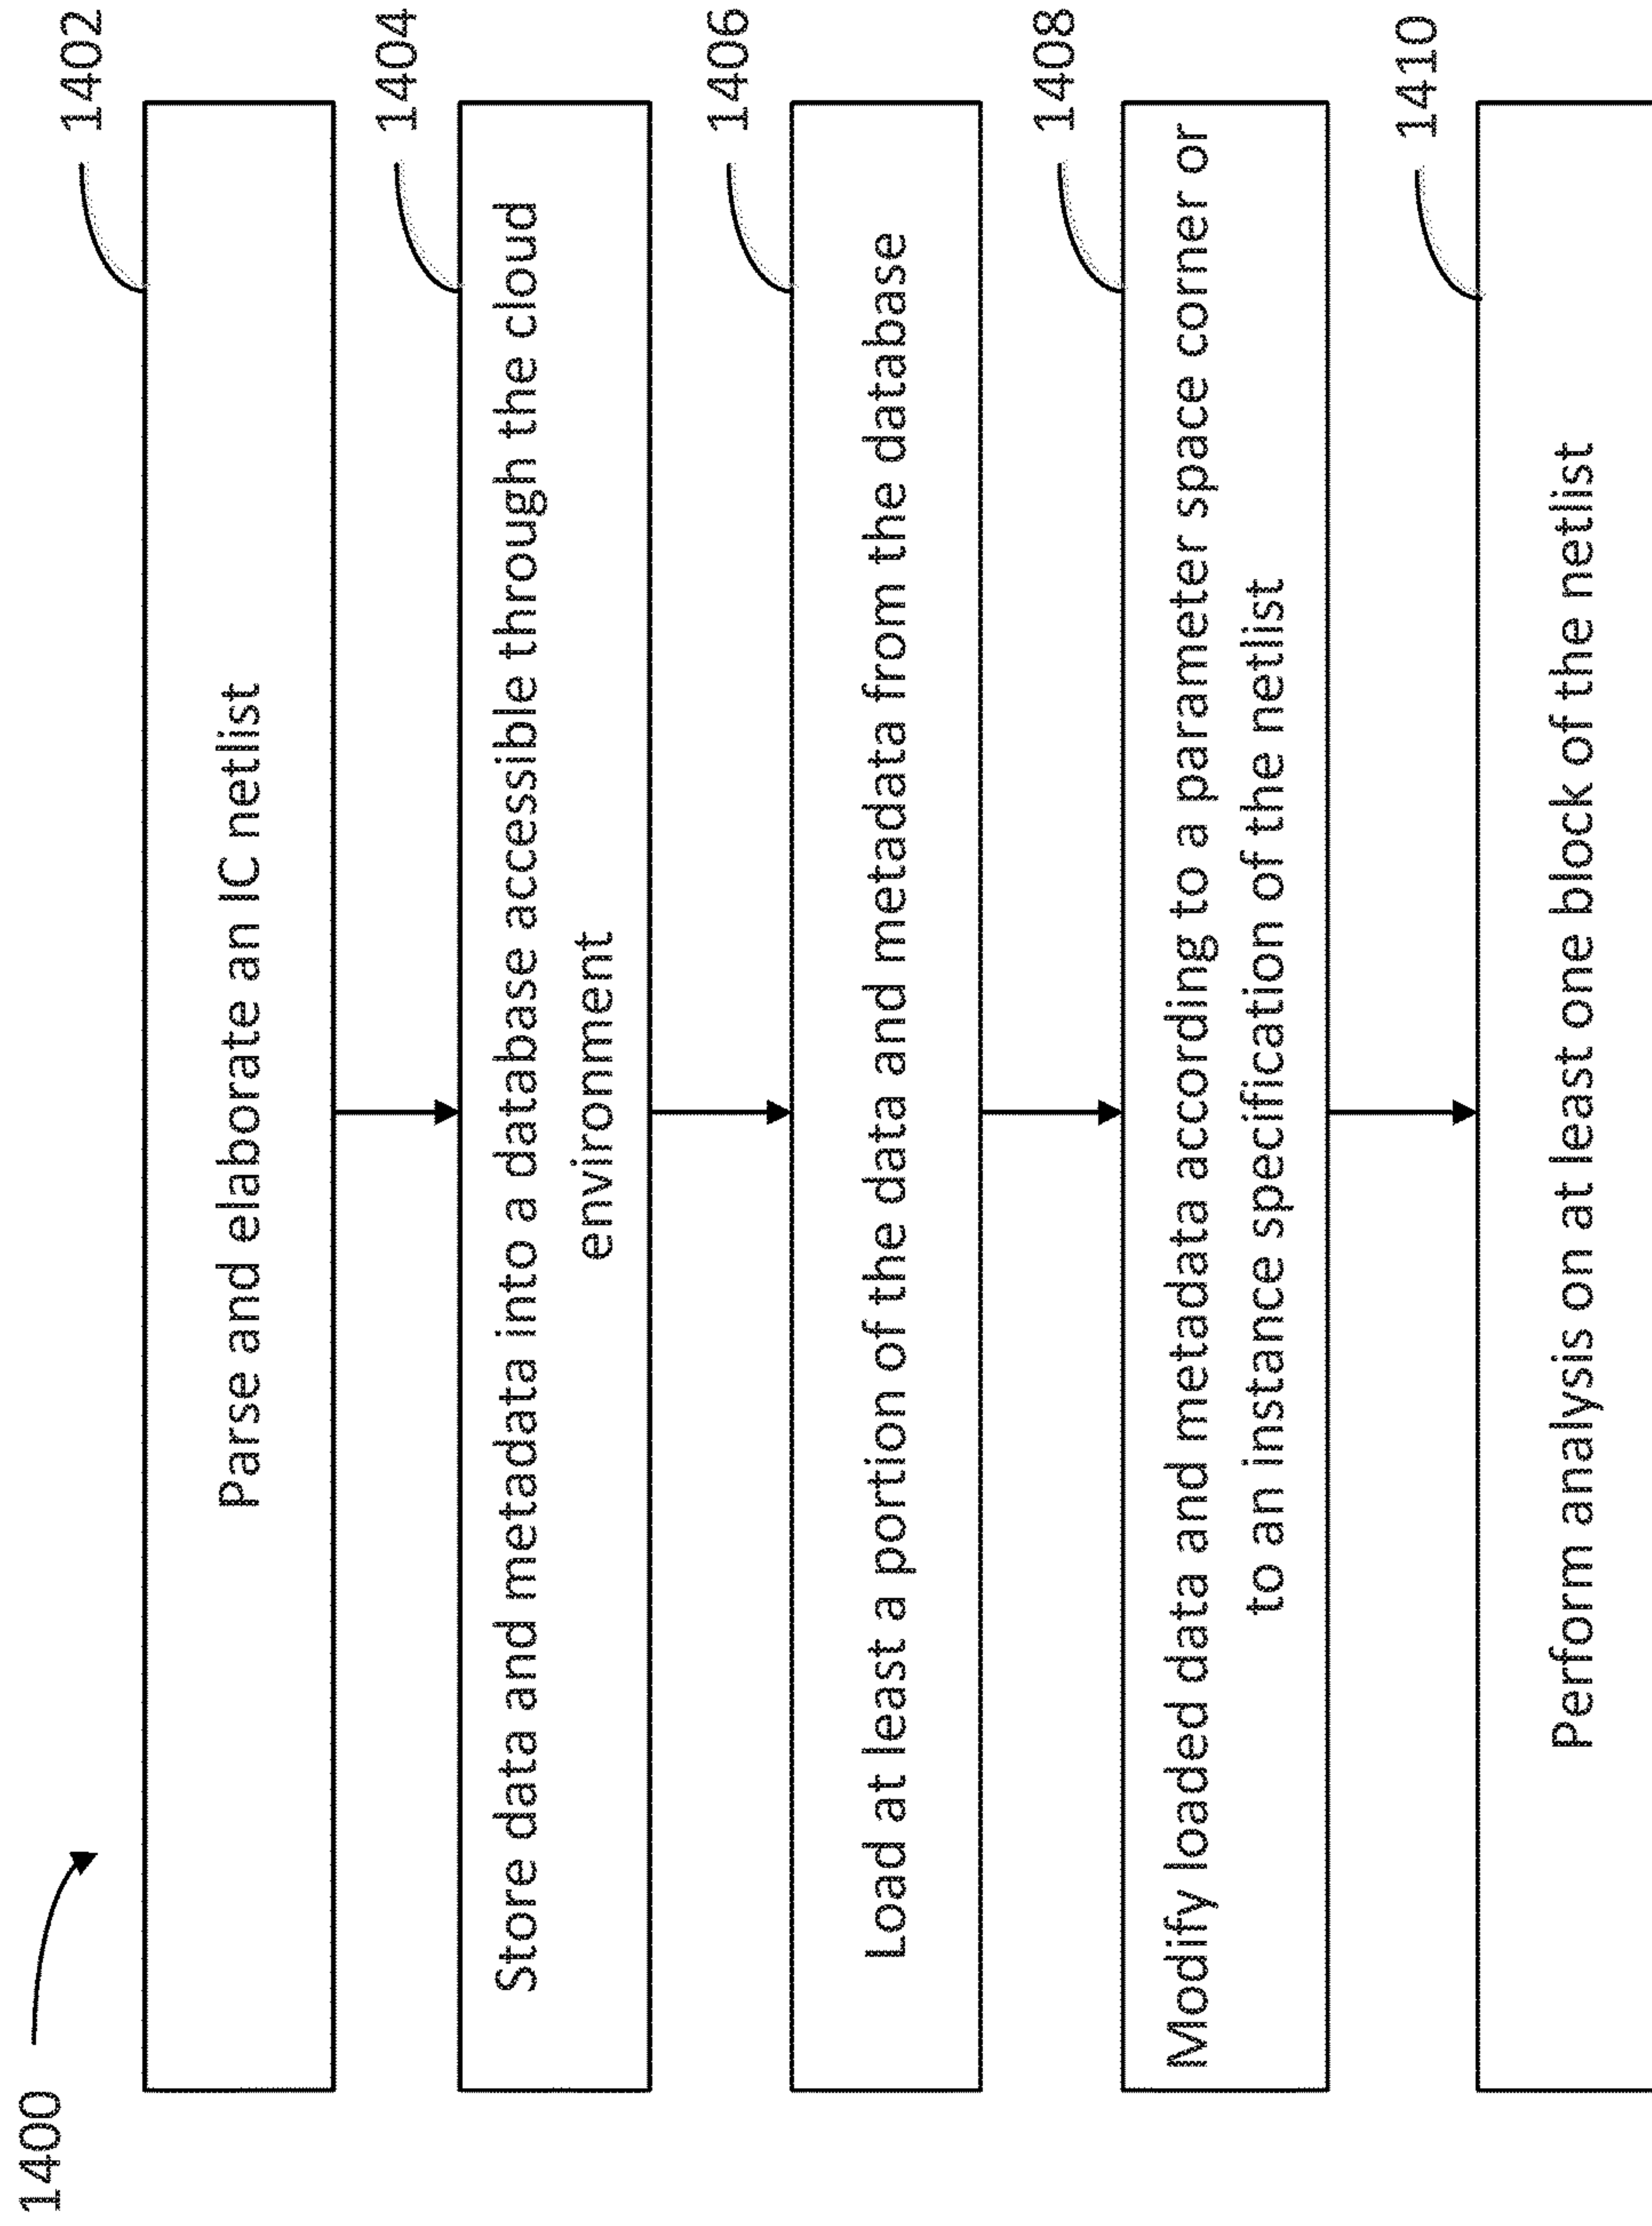 1400
1402
Parse and elaborate an IC netlist
1404
Store data and metadata into a database accessible through the cloud
environment
1406
Load at least a portion of the data and metadata from the database
1408
Modify loaded data and metadata according to a parameter space corner or
to an instance specification of the netlist
1410
Perform analysis on at least one block of the netlist